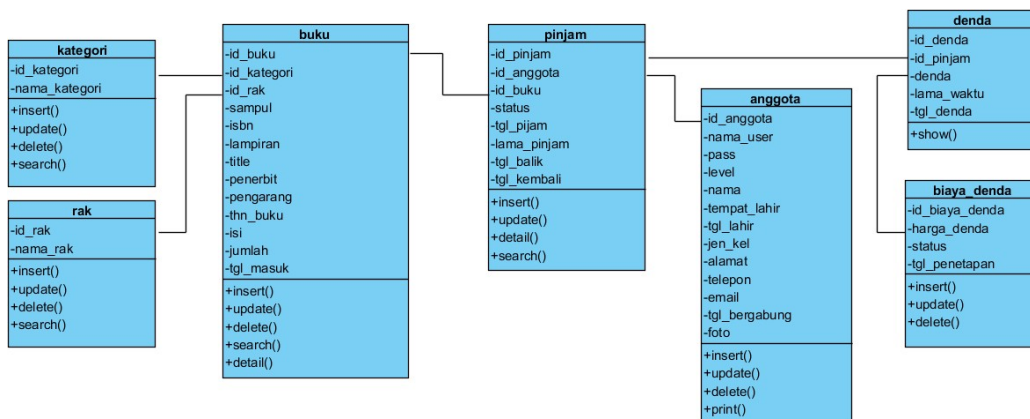 kategori
-id_kategori
-nama_kategori
+insert()
+update()
+delete()
+search()
rak
-id_rak
-nama_rak
+insert()
+update()
+delete()
+search()
buku
-id_buku
-id_kategori
-id_rak
-sampul
-isbn
-lampiran
-title
-penerbit
-pengarang
-thn_buku
-isi
-jumlah
-tgl_masuk
+insert()
+update()
+delete()
+search()
+detail()
pinjam
-id_pinjam
-id_anggota
-id_buku
-status
-tgl_pijam
-lama_pinjam
-tgl_balik
-tgl_kembali
+insert()
+update()
+detail()
+search()
anggota
-id_anggota
-nama_user
-pass
-level
-nama
-tempat_lahir
-tgl_lahir
-jen_kel
-alamat
-telepon
-email
-tgl_bergabung
-foto
+insert()
+update()
+delete()
+print()
denda
-id_denda
-id_pinjam
-denda
-lama_waktu
-tgl_denda
+show()
biaya_denda
-id_biaya_denda
-harga_denda
-status
-tgl_penetapan
+insert()
+update()
+delete()